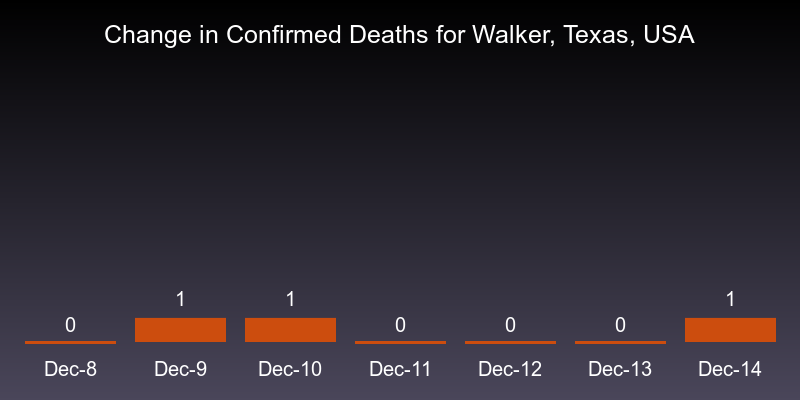 Change in Confirmed Deaths for Walker, Texas, USA
1 1 1
0 0 0 0
Dec-8 Dec-9 Dec-10 Dec-11 Dec-12 Dec-13 Dec-14